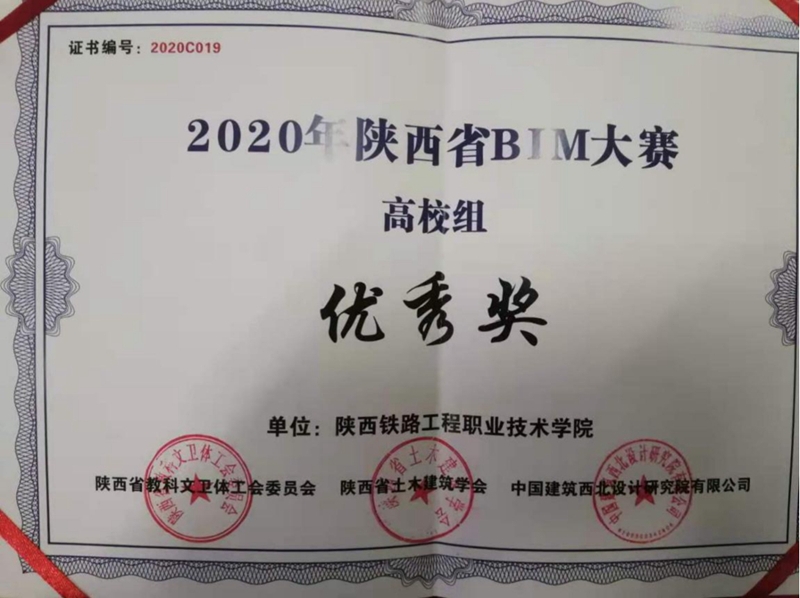 证书编号：2020C019
2020年陕西省BIM大赛
高校组
优秀奖
单位：陕西铁路工程职业技术学院
陕西省教科文卫体工会委员会 陕西省土木建筑学会 中国建筑西北设计研究院有限公司